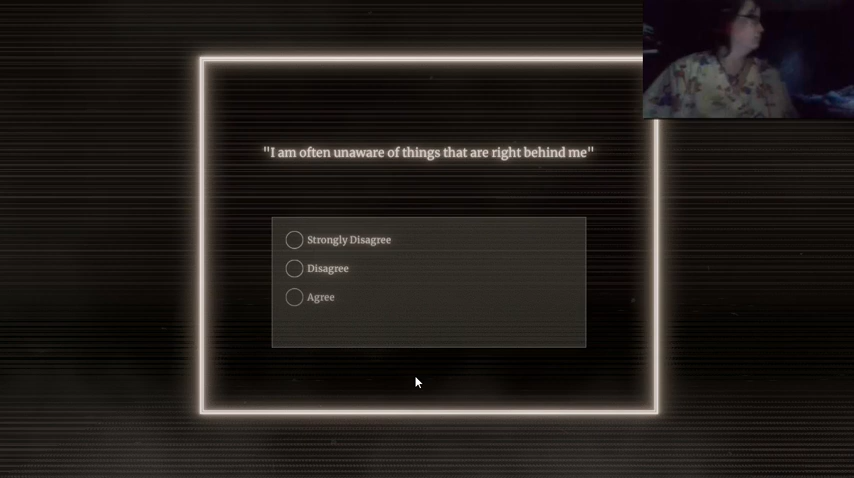 "I am often unaware of things that are right behind me"
Strongly Disagree
Disagree
Agree